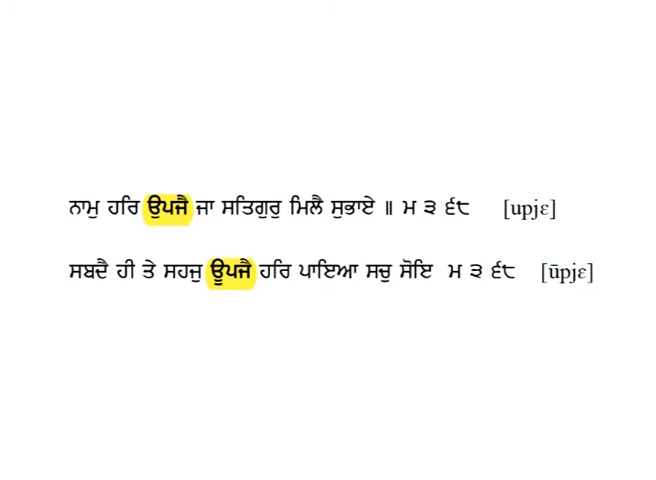 ਨਾਮੁ ਹਰਿ ਉਪਜੈ ਜਾ ਸਤਿਗੁਰੁ ਮਿਲੈ ਸੁਭਾਏ ॥ ਮ ੩ ੬੮ [upjɛ]
ਸਬਦੈ ਹੀ ਤੇ ਸਹਜੁ ਊਪਜੈ ਹਰਿ ਪਾਇਆ ਸਚੁ ਸੋਇ ਮ ੩ ੬੮ [ūpjɛ]